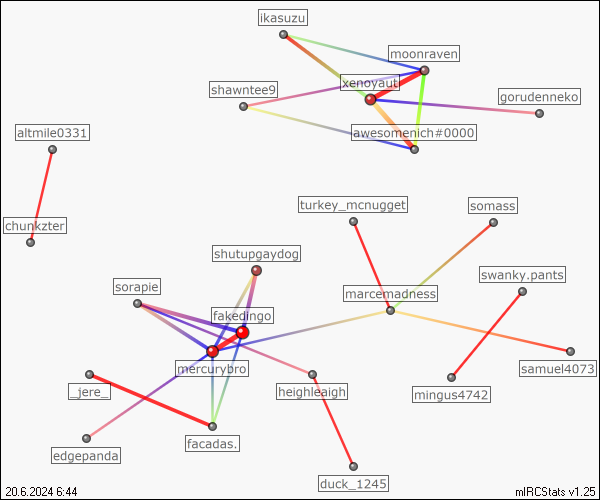 ikasuzu
moonraven
xenoyaut
shawntee9
gorudenneko
altmile0331
awesomenich#0000
turkey_mcnugget
somass
chunkzter
shutupgaydog
swanky.pants
sorapie
marcemadness
fakedingo
mercurybro
samuel4073
_jere_
heighleaigh
mingus4742
facadas.
edgepanda
duck_1245
20.6.2024 6:44
mIRCStats v1.25